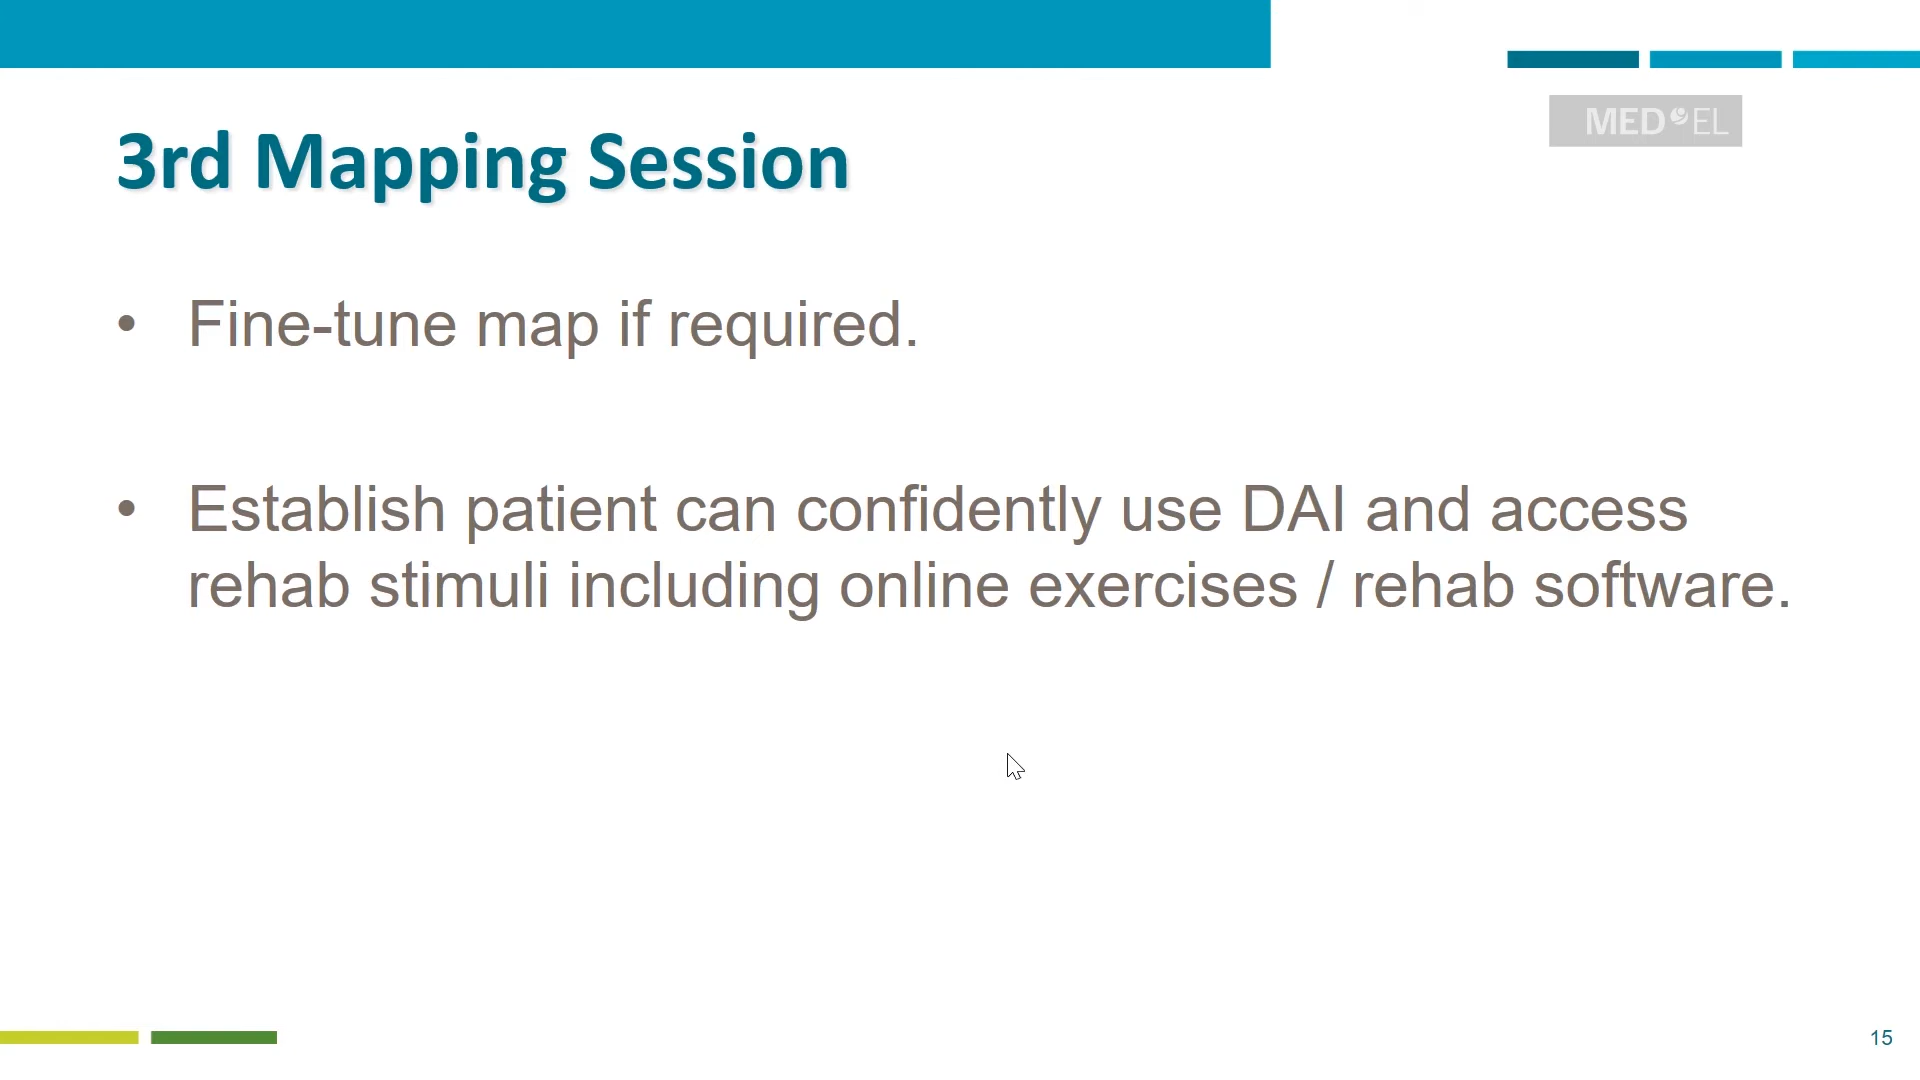 MED EL
3rd Mapping Session
• Fine-tune map if required.
• Establish patient can confidently use DAI and access
rehab stimuli including online exercises / rehab software.
15